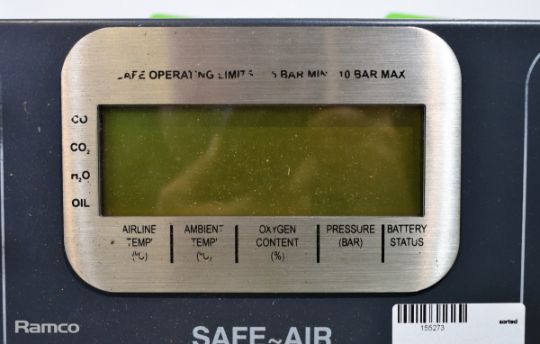 SAFE OPERATING LIMITS 5 BAR MIN 10 BAR MAX
CO
CO₂
H₂O
OIL
AIRLINE TEMP (°C)
AMBIENT TEMP (°C)
OXYGEN CONTENT (%)
PRESSURE (BAR)
BATTERY STATUS
155273
sorted
Ramco
SAFE~AIR